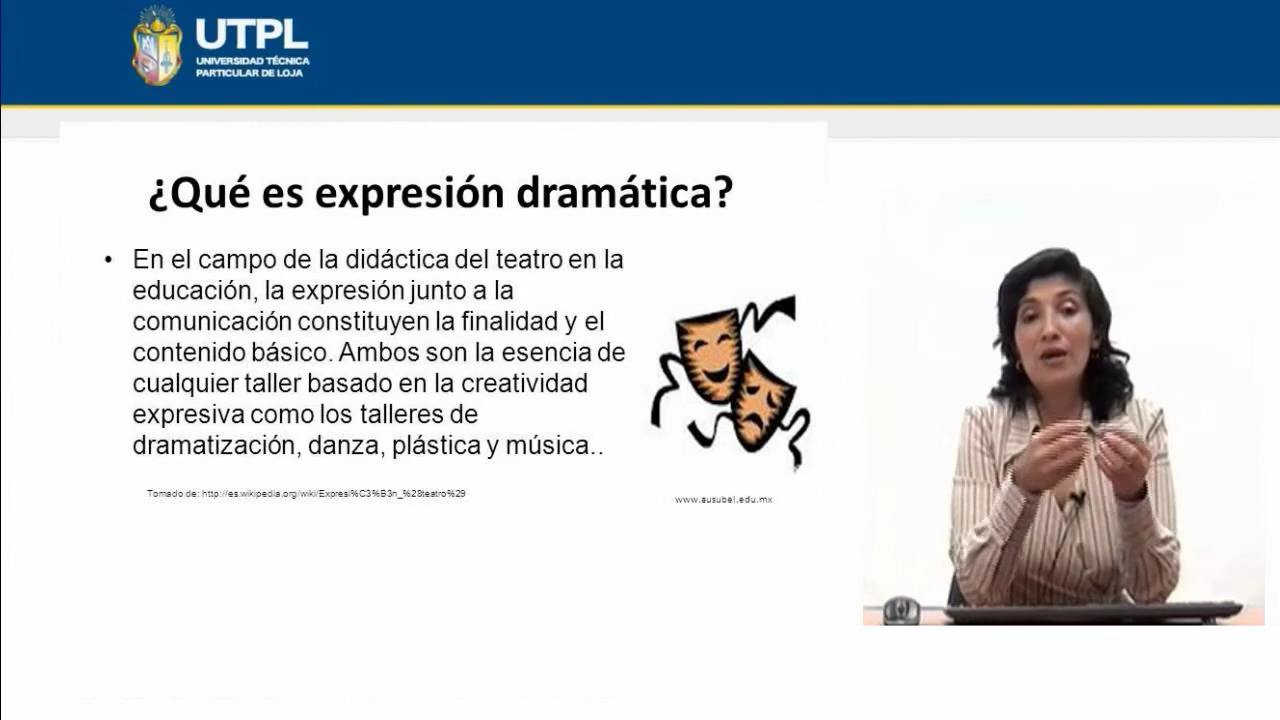 UTPL
UNIVERSIDAD TÉCNICA
PARTICULAR DE LOJA
¿Qué es expresión dramática?
• En el campo de la didáctica del teatro en la
educación, la expresión junto a la
comunicación constituyen la finalidad y el
contenido básico. Ambos son la esencia de
cualquier taller basado en la creatividad
expresiva como los talleres de
dramatización, danza, plástica y música..
Tomado de: http://es.wikipedia.org/wiki/Expresi%C3%B3n_%28teatro%29
www.ausubel.edu.mx